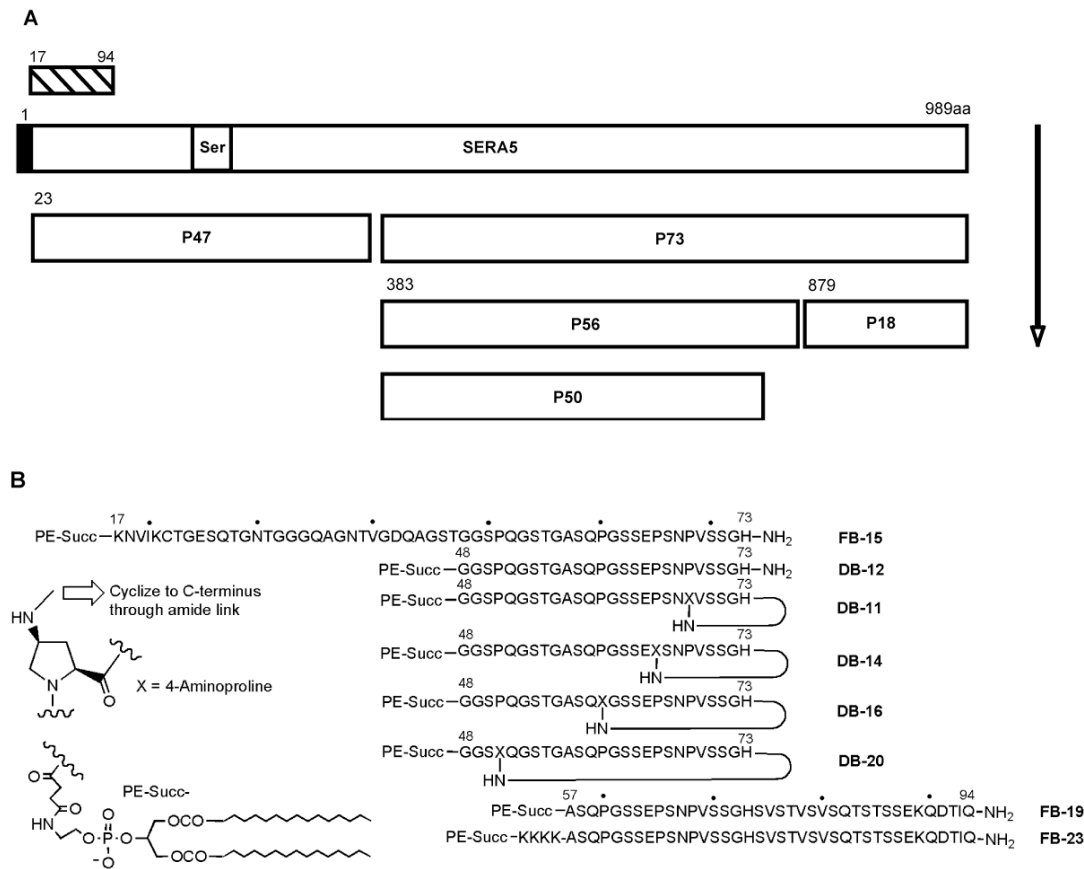 A
17 94
1 989aa
Ser SERA5
23
P47 P73
383 879
P56 P18
P50
B
17 73
PE-Succ–KNVIKCTGESQTGNTGGGQAGNTVGDQAGSTGGSPQGSTGASQPGSSEPSNPVSSGH–NH₂ FB-15
48 73
PE-Succ–GGSPQGSTGASQPGSSEPSNPVSSGH–NH₂ DB-12
48 73
PE-Succ–GGSPQGSTGASQPGSSEPSNXVSSGH DB-11
HN
48 73
PE-Succ–GGSPQGSTGASQPGSSEXSNPVSSGH DB-14
HN
48 73
PE-Succ–GGSPQGSTGASQXGSSEPSNPVSSGH DB-16
HN
48 73
PE-Succ–GGSXQGSTGASQPGSSEPSNPVSSGH DB-20
HN
Cyclize to C-terminus
through amide link
HN
N
O
X = 4-Aminoproline
57 94
PE-Succ–ASQPGSSEPSNPVSSGHSVSTVSVSQTSTSSEKQDTIQ–NH₂ FB-19
PE-Succ–KKKK-ASQPGSSEPSNPVSSGHSVSTVSVSQTSTSSEKQDTIQ–NH₂ FB-23
PE-Succ-
O
O
HN
O
O
P
O
⁻O
OCO
OCO